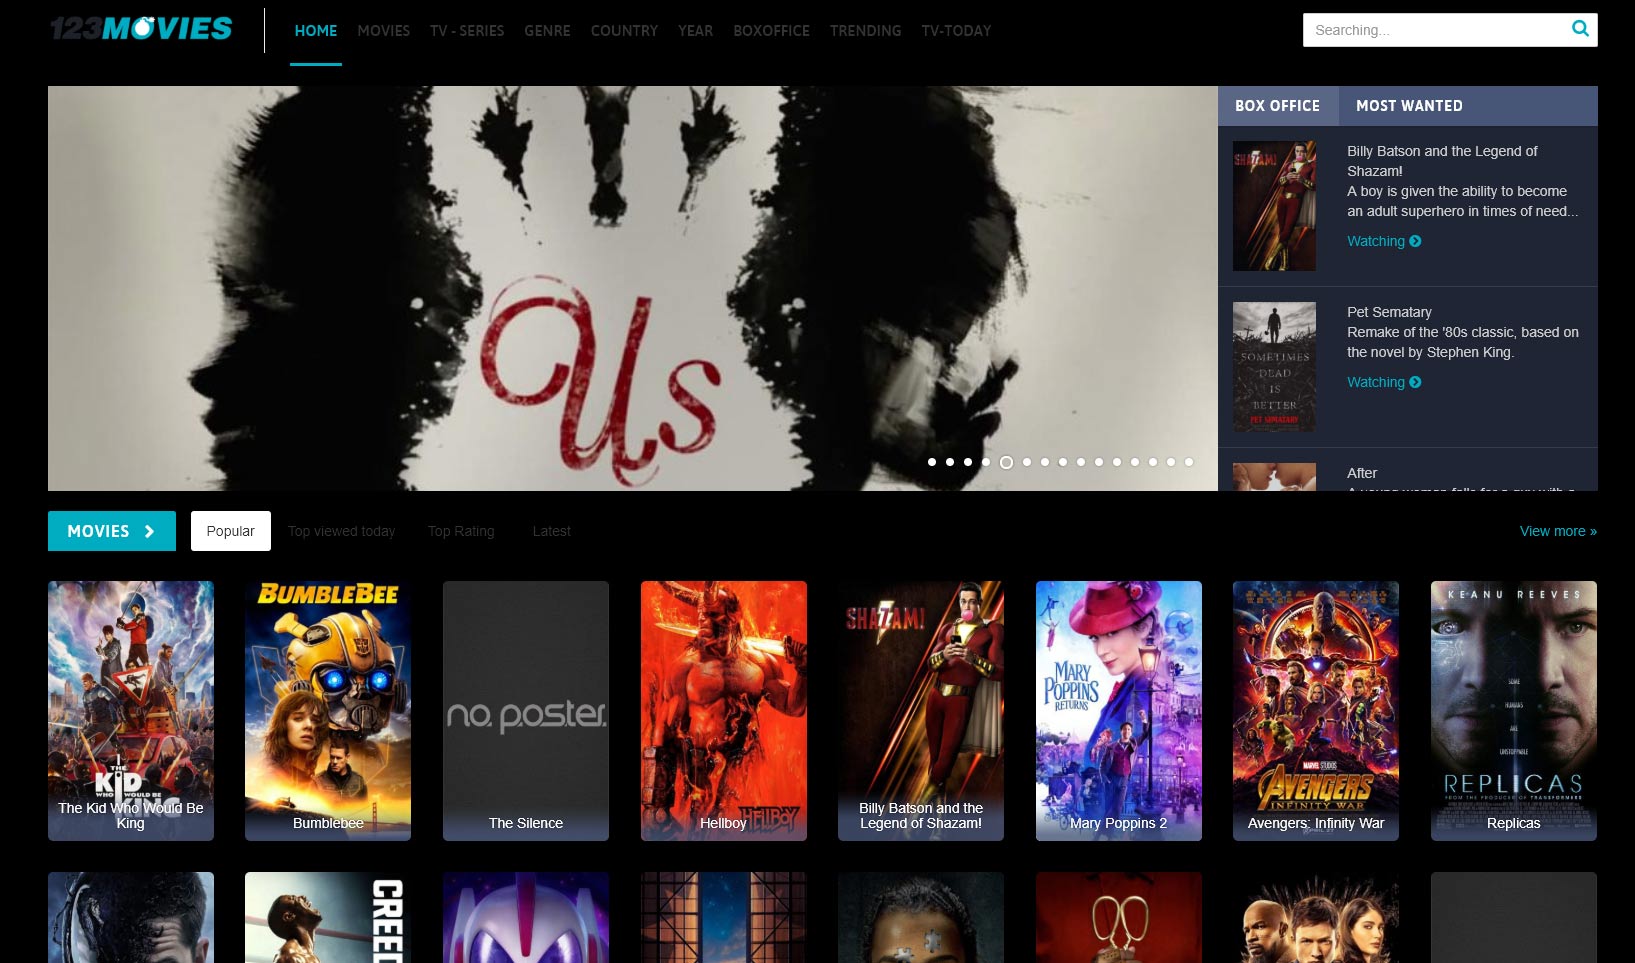 123MOVIES
HOME MOVIES TV - SERIES GENRE COUNTRY YEAR BOXOFFICE TRENDING TV-TODAY
Searching...
Us
BOX OFFICE MOST WANTED
SHAZAM!
Billy Batson and the Legend of
Shazam!
A boy is given the ability to become
an adult superhero in times of need...
Watching
SOMETIMES
DEAD
IS
BETTER
PET SEMATARY
Pet Sematary
Remake of the '80s classic, based on
the novel by Stephen King.
Watching
After
MOVIES
Popular Top viewed today Top Rating Latest
View more »
THE
KID
WHO WOULD BE
KING
The Kid Who Would Be
King
BUMBLEBEE
Bumblebee
no poster.
The Silence
HELLBOY
Hellboy
SHAZAM!
Billy Batson and the
Legend of Shazam!
MARY
POPPINS
RETURNS
Mary Poppins 2
MARVEL STUDIOS
AVENGERS
INFINITY WAR
Avengers: Infinity War
KEANU REEVES
SOME
HUMANS
ARE
UNSTOPPABLE
REPLICAS
FROM THE PRODUCER OF TRANSFORMERS
Replicas
CREED